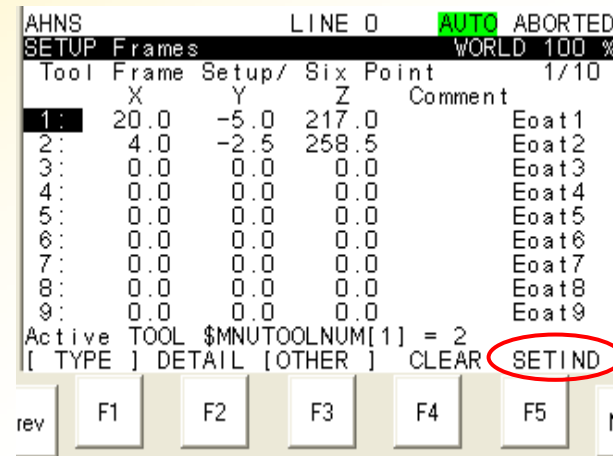 AHNS LINE 0 AUTO ABORTED
SETUP Frames WORLD 100 %
Tool Frame Setup/ Six Point 1/10
X Y Z Comment
1: 20.0 -5.0 217.0 Eoat1
2: 4.0 -2.5 258.5 Eoat2
3: 0.0 0.0 0.0 Eoat3
4: 0.0 0.0 0.0 Eoat4
5: 0.0 0.0 0.0 Eoat5
6: 0.0 0.0 0.0 Eoat6
7: 0.0 0.0 0.0 Eoat7
8: 0.0 0.0 0.0 Eoat8
9: 0.0 0.0 0.0 Eoat9
Active TOOL $MNUTOOLNUM[1] = 2
[ TYPE ] DETAIL [OTHER ] CLEAR SETIND
rev F1 F2 F3 F4 F5